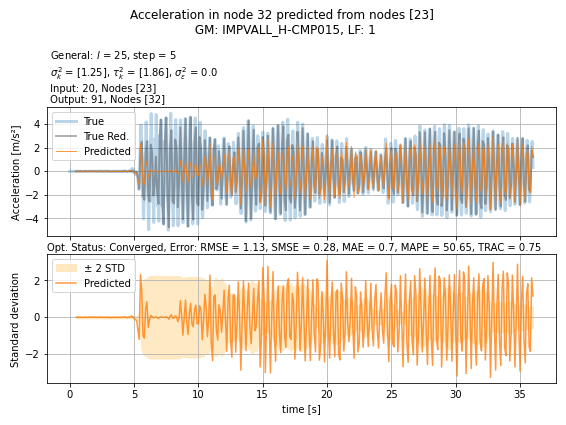 Acceleration in node 32 predicted from nodes [23]
GM: IMPVALL_H-CMP015, LF: 1
General: l = 25, step = 5
σ²ₖ = [1.25], τ²ₖ = [1.86], σ²ε = 0.0
Input: 20, Nodes [23]
Output: 91, Nodes [32]
True
True Red.
Predicted
Acceleration [m/s²]
4
2
0
−2
−4
Opt. Status: Converged, Error: RMSE = 1.13, SMSE = 0.28, MAE = 0.7, MAPE = 50.65, TRAC = 0.75
± 2 STD
Predicted
Standard deviation
2
0
−2
0 5 10 15 20 25 30 35
time [s]